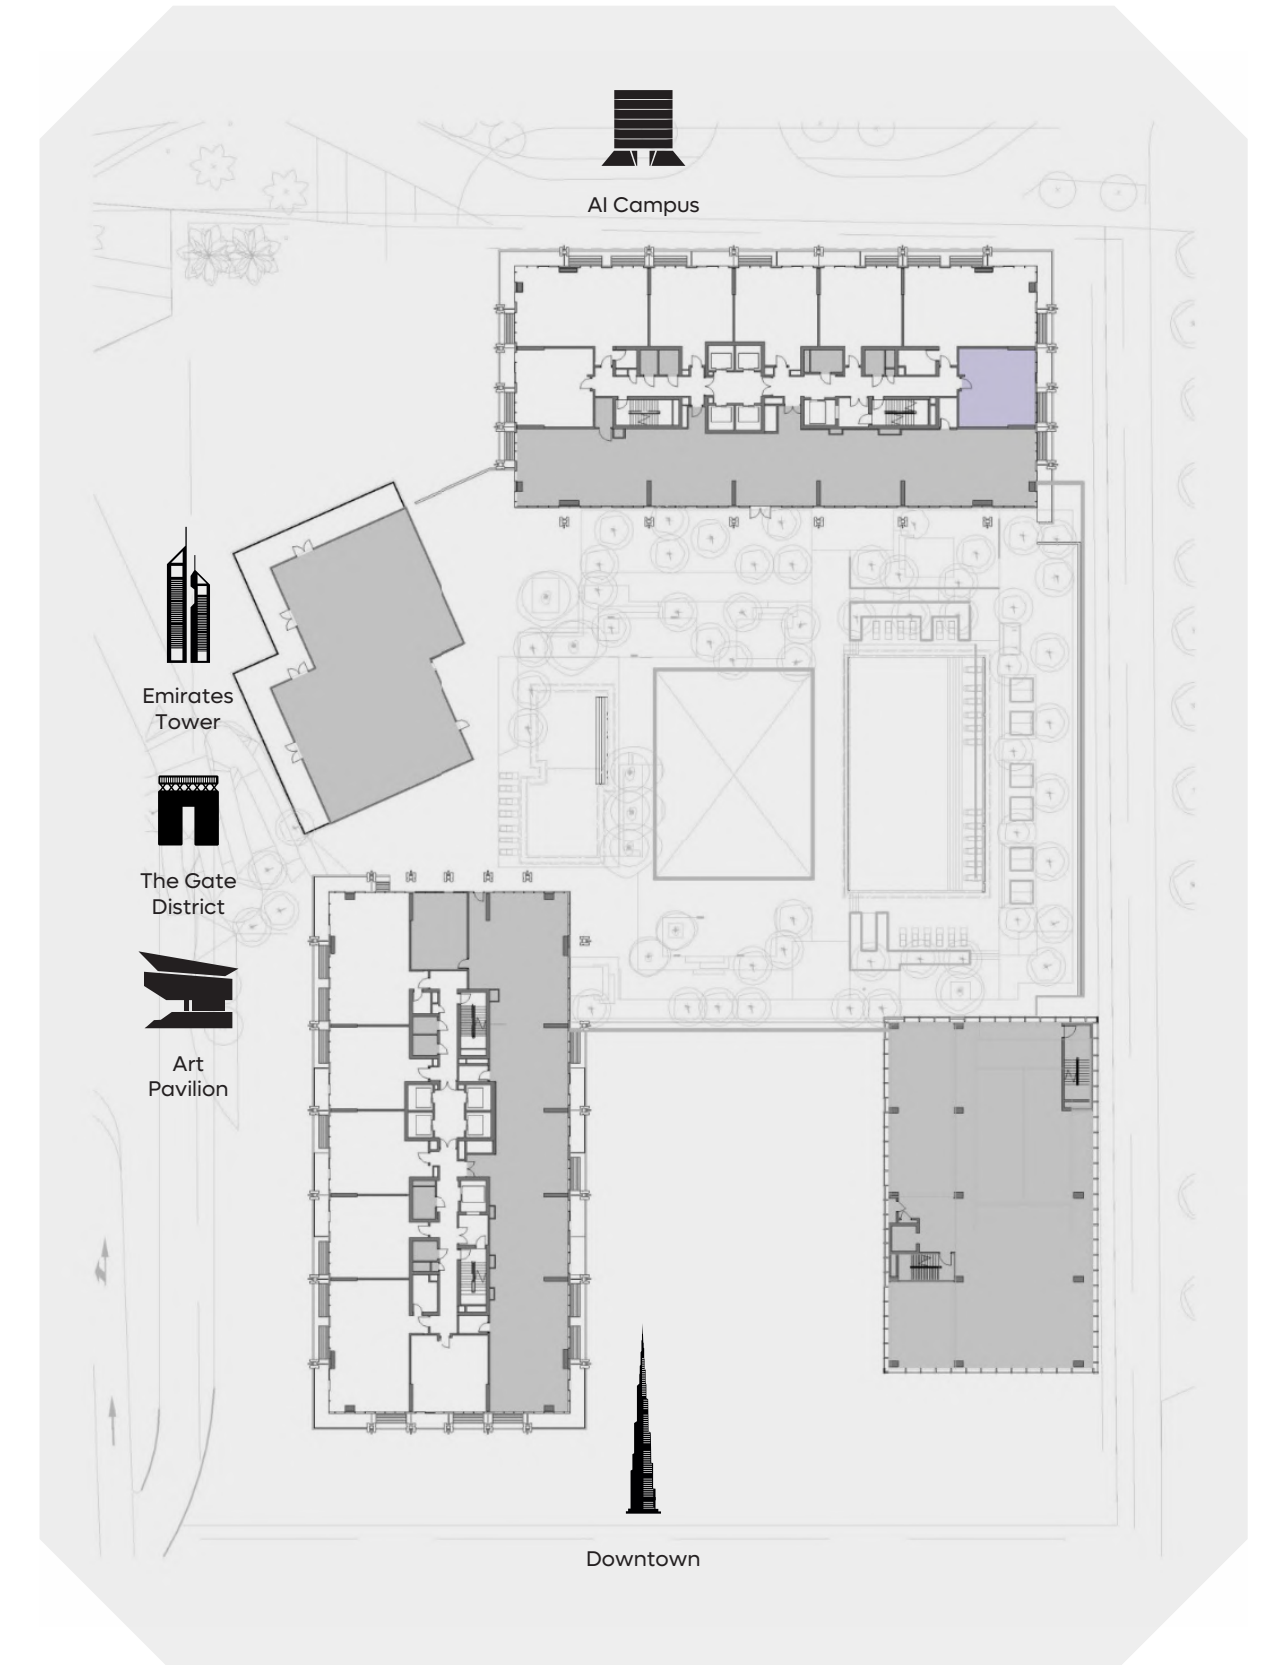 AI Campus
Emirates
Tower
The Gate
District
Art
Pavilion
Downtown